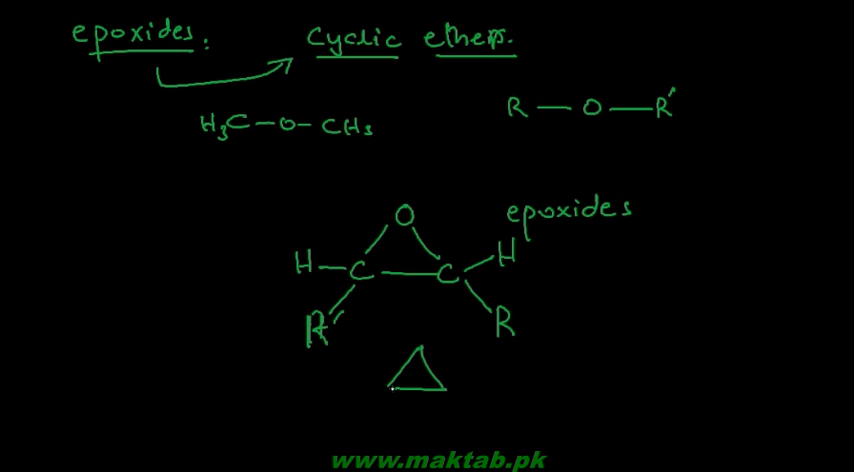 epoxides. Cyclic ethers.
H₃C—O—CH₃ R—O—R'
epoxides
O
H—C—C—H
R' R
www.maktab.pk